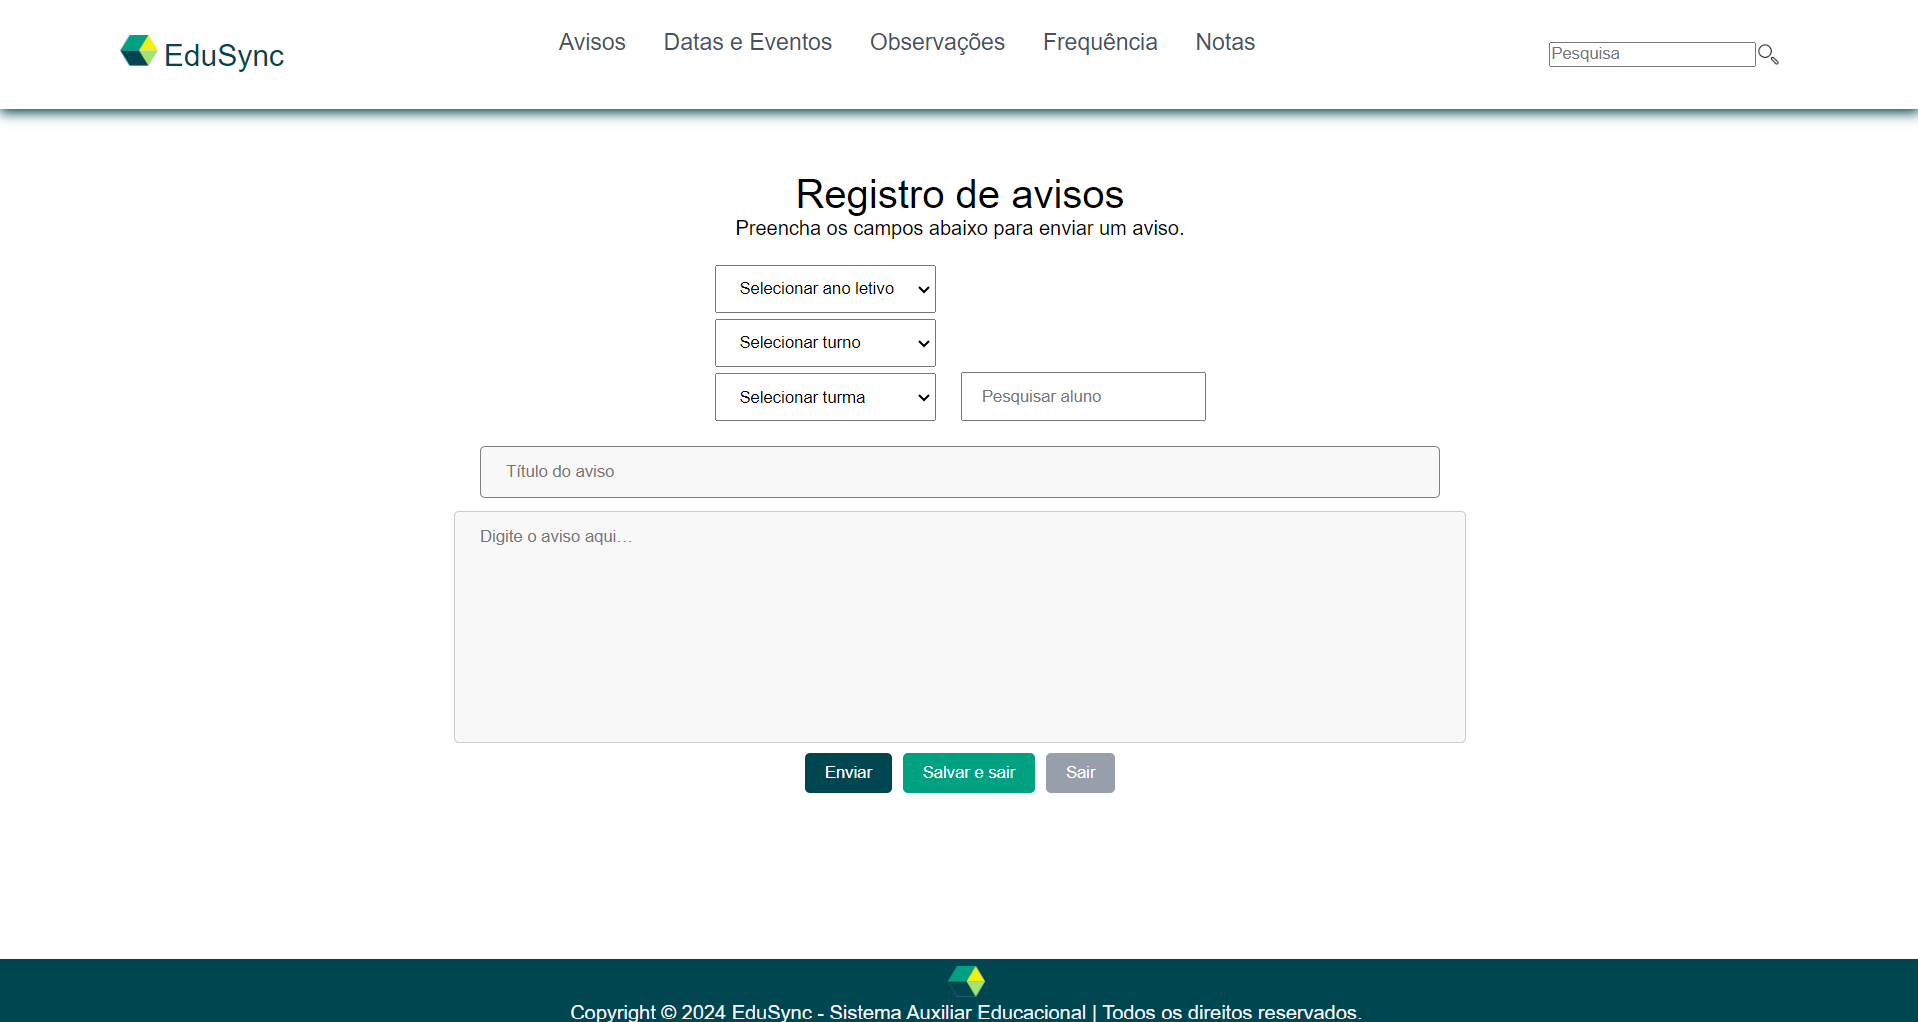 EduSync
Avisos Datas e Eventos Observações Frequência Notas
Pesquisa
Registro de avisos
Preencha os campos abaixo para enviar um aviso.
Selecionar ano letivo
Selecionar turno
Selecionar turma Pesquisar aluno
Título do aviso
Digite o aviso aqui...
Enviar Salvar e sair Sair
Copyright © 2024 EduSync - Sistema Auxiliar Educacional | Todos os direitos reservados.